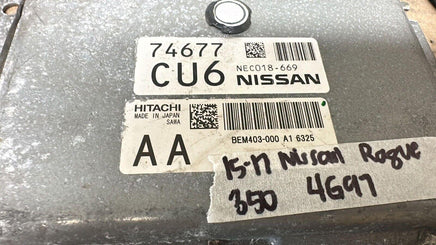 74677
CU6
NEC018-669
NISSAN
HITACHI
MADE IN JAPAN
SAWA
AA
BEM403-000 A1 6325
15-17 Nissan Rogue
350 4G97